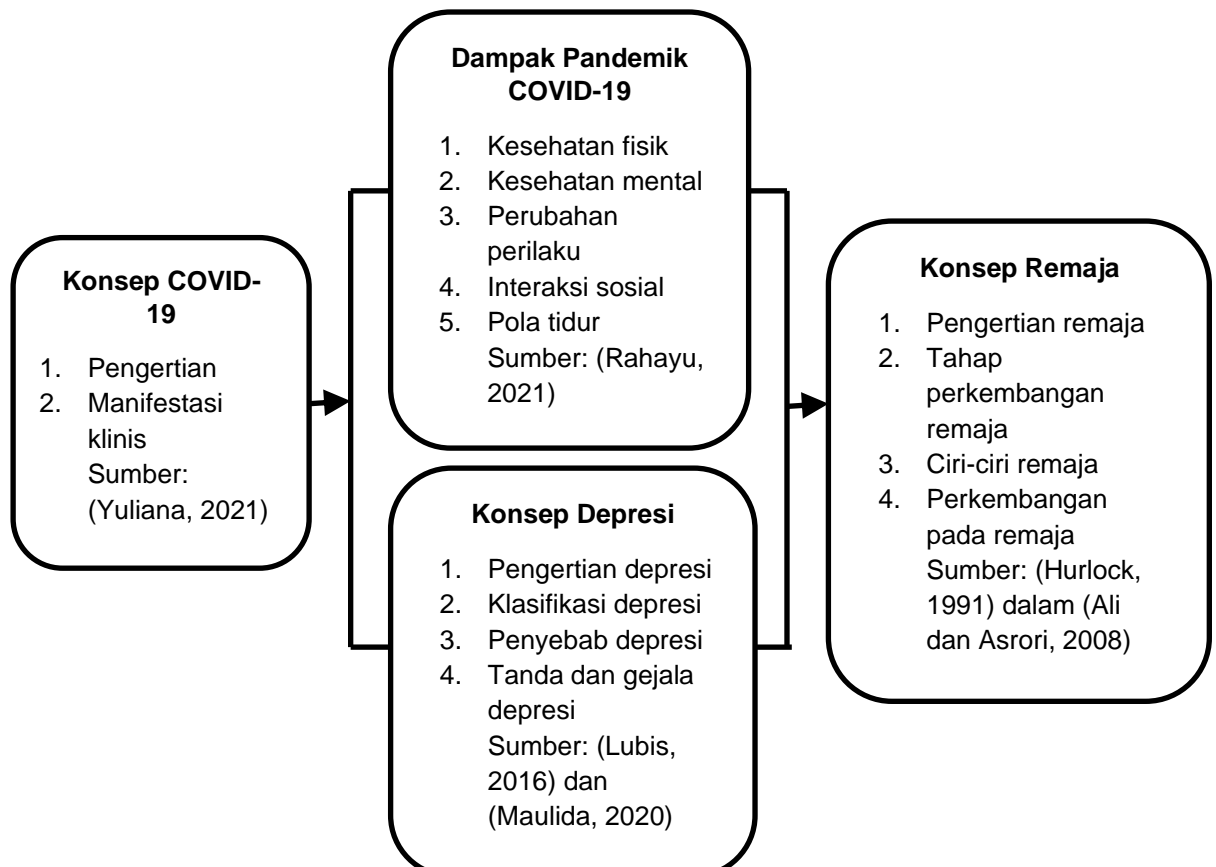 Konsep COVID-
19
1. Pengertian
2. Manifestasi
klinis
Sumber:
(Yuliana, 2021)
Dampak Pandemik
COVID-19
1. Kesehatan fisik
2. Kesehatan mental
3. Perubahan
perilaku
4. Interaksi sosial
5. Pola tidur
Sumber: (Rahayu,
2021)
Konsep Depresi
1. Pengertian depresi
2. Klasifikasi depresi
3. Penyebab depresi
4. Tanda dan gejala
depresi
Sumber: (Lubis,
2016) dan
(Maulida, 2020)
Konsep Remaja
1. Pengertian remaja
2. Tahap
perkembangan
remaja
3. Ciri-ciri remaja
4. Perkembangan
pada remaja
Sumber: (Hurlock,
1991) dalam (Ali
dan Asrori, 2008)